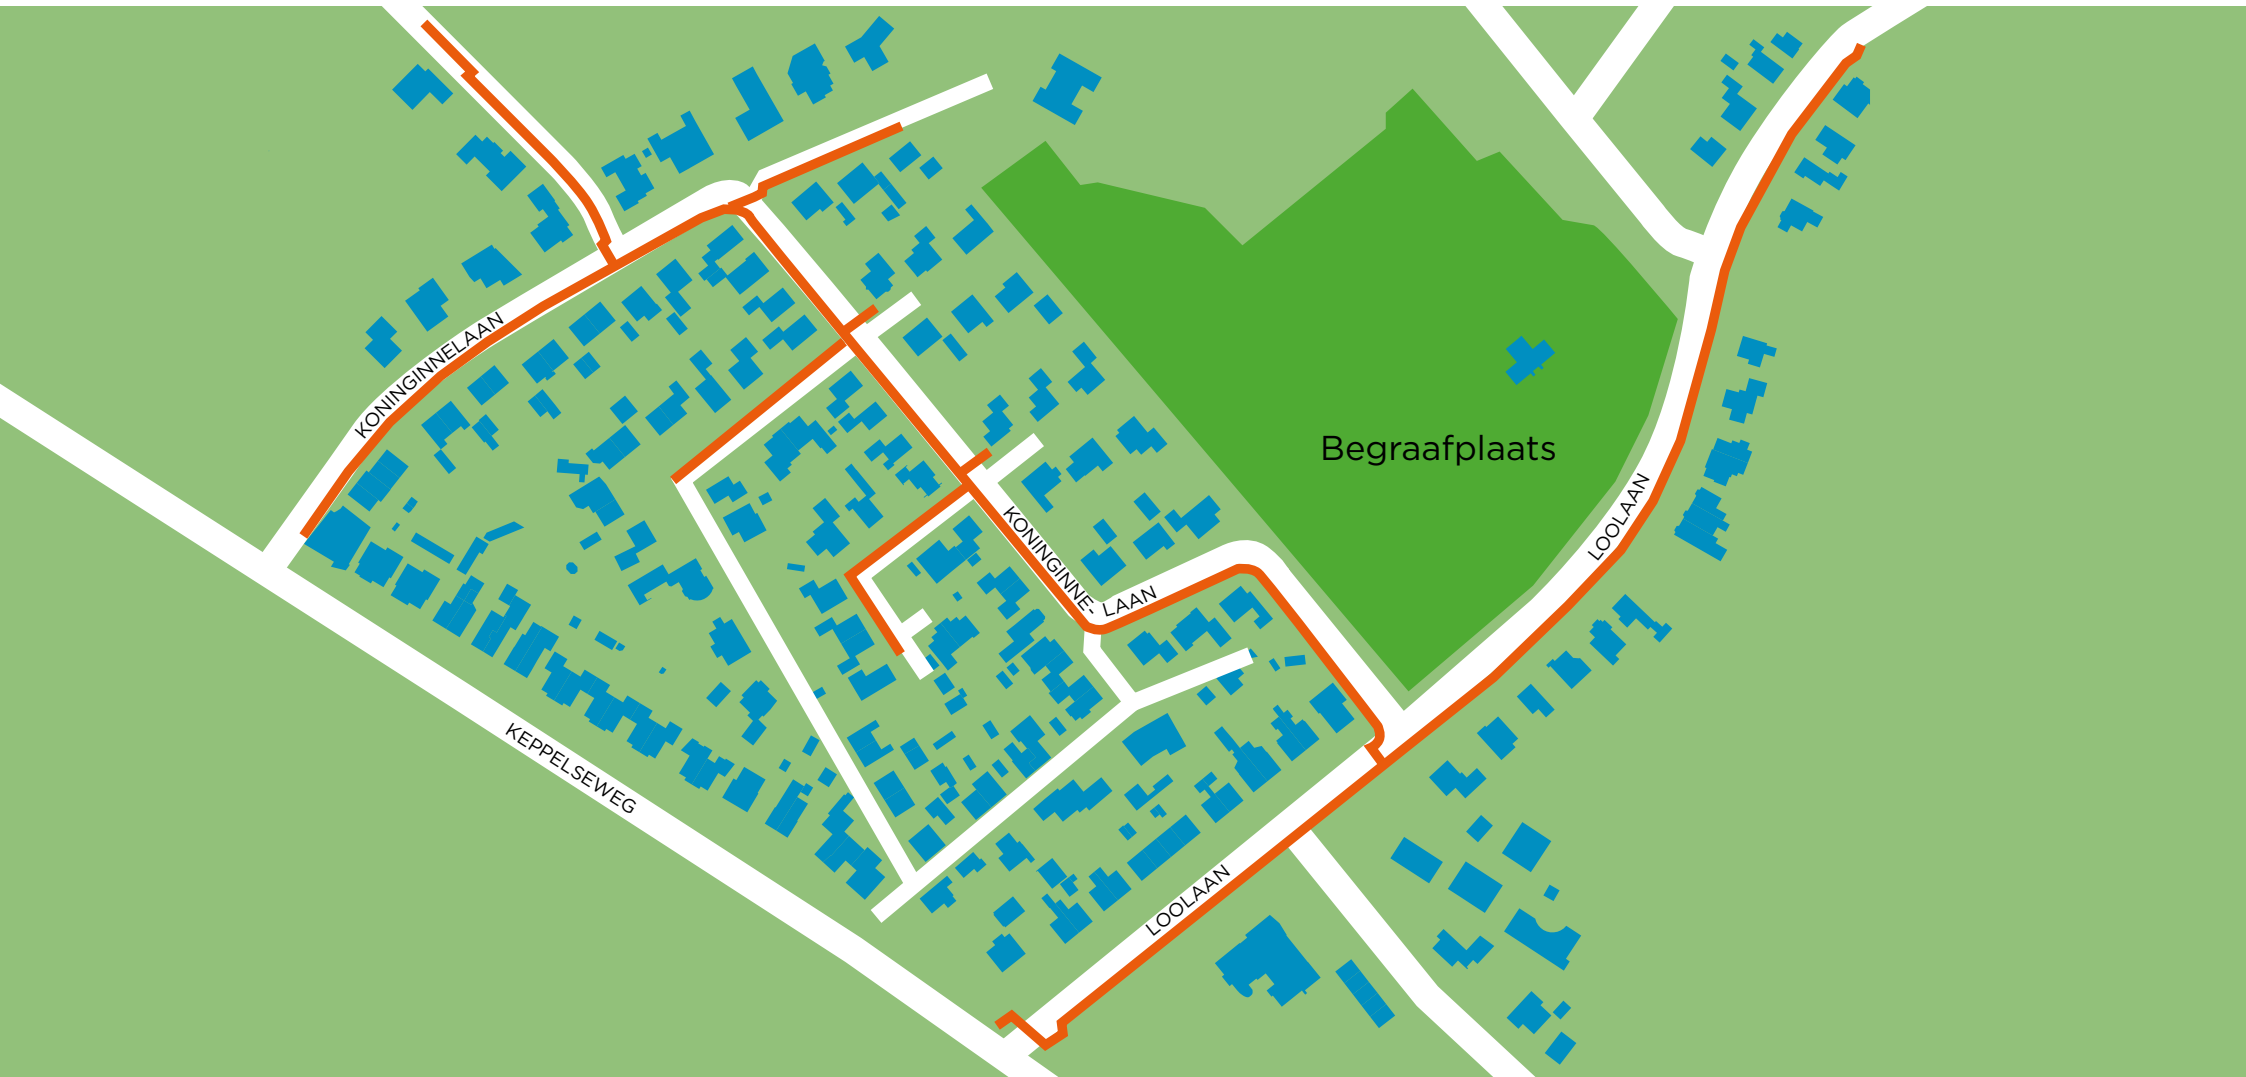 KONINGINNELAAN
Begraafplaats
LOOLAAN
KONINGINNE-
LAAN
KEPPELSEWEG
LOOLAAN